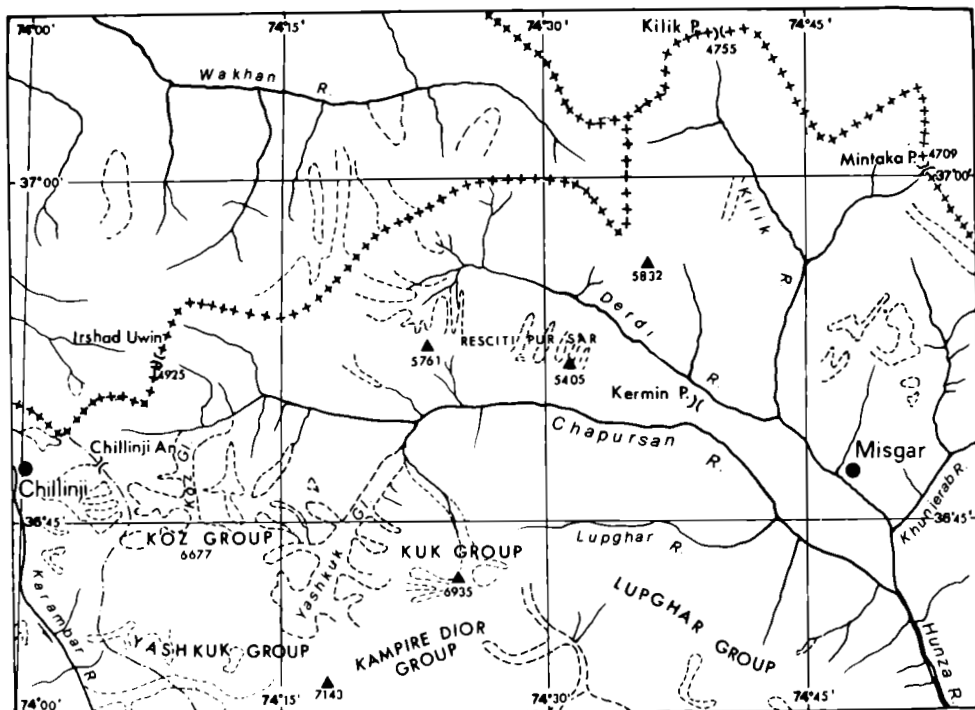 74°00'
74°15'
74°30'
74°45'
Kilik P.
4755
Wakhan R.
Mintaka P.
4709
37°00'
37°00'
Kilik R.
5832
Derdi R.
Irshad Uwin
4925
5761
RESCITI PUR SAR
5405
Kermin P.
Chapursan R.
Chillinji An
Koz Gl.
Misgar
Chillinji
36°45'
36°45'
KOZ GROUP
6677
Yashkuk Gl.
KUK GROUP
6935
Lupghar R.
Khunjerab R.
Karambar R.
YASHKUK GROUP
KAMPIRE DIOR
GROUP
LUPGHAR GROUP
Hunza R.
7143
74°00'
74°15'
74°30'
74°45'